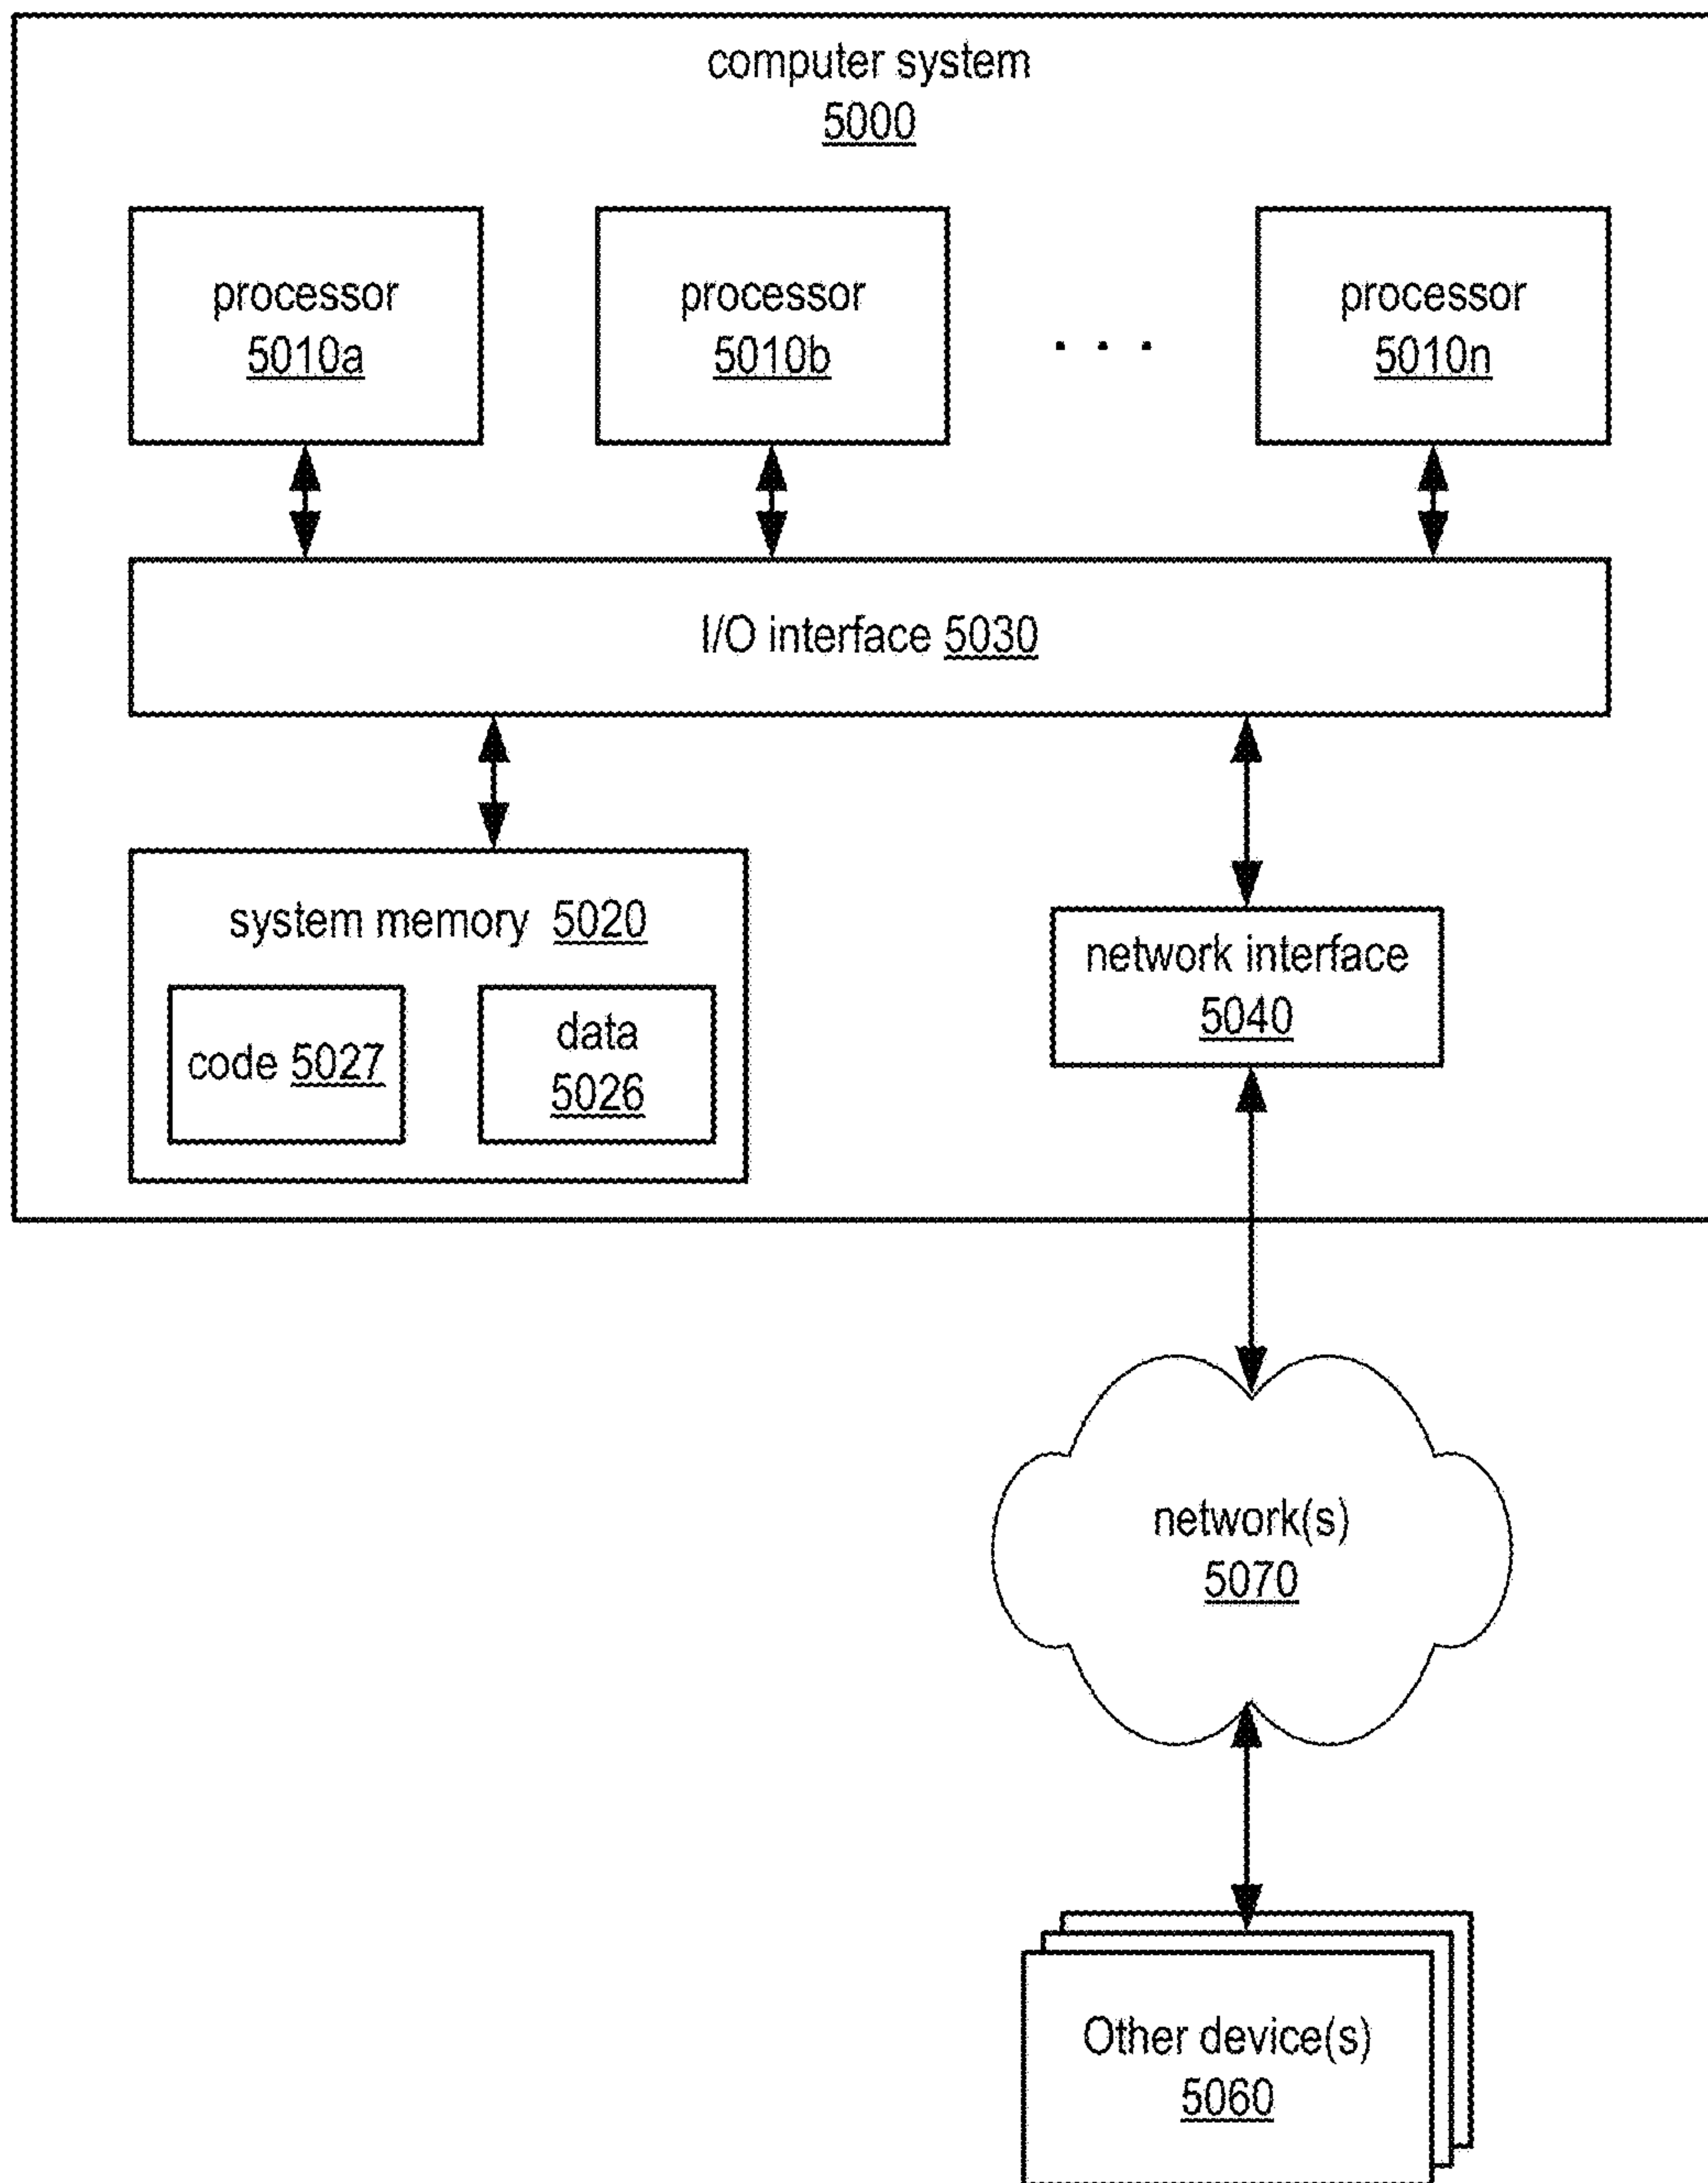 computer system
5000
processor
5010a
processor
5010b
. . .
processor
5010n
I/O interface 5030
system memory 5020
code 5027
data
5026
network interface
5040
network(s)
5070
Other device(s)
5060